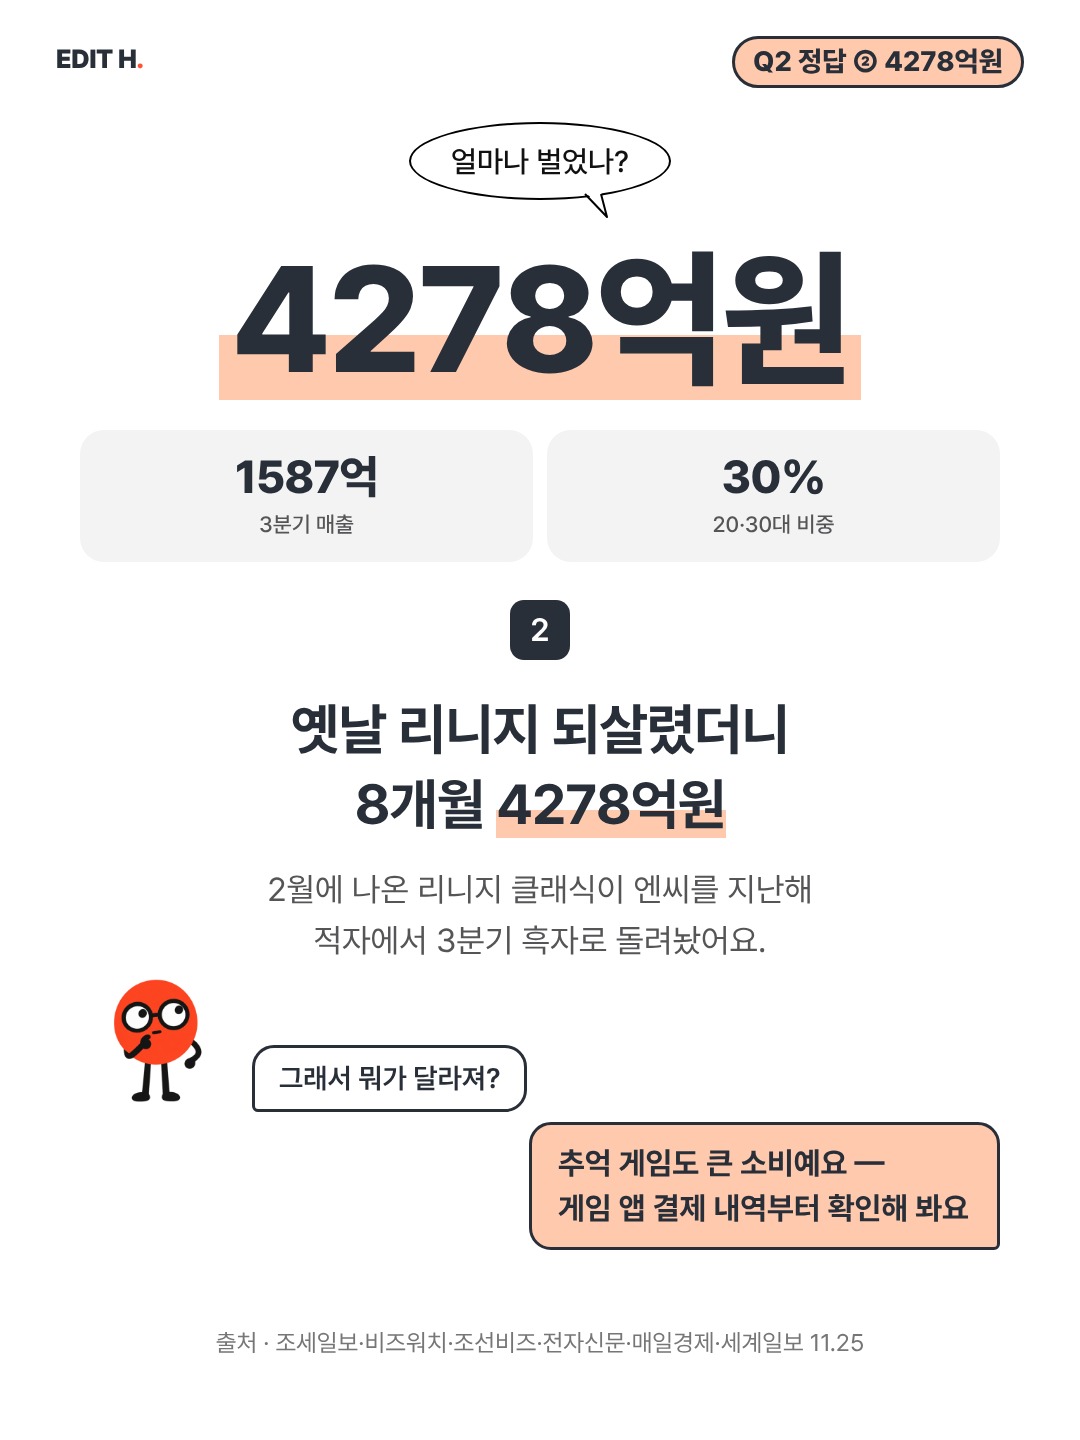 EDIT H.
Q2 정답 ② 4278억원
얼마나 벌었나?
4278억원
1587억
3분기 매출
30%
20·30대 비중
2
옛날 리니지 되살렸더니
8개월 4278억원
2월에 나온 리니지 클래식이 엔씨를 지난해
적자에서 3분기 흑자로 돌려놨어요.
그래서 뭐가 달라져?
추억 게임도 큰 소비예요 —
게임 앱 결제 내역부터 확인해 봐요
출처 · 조세일보·비즈워치·조선비즈·전자신문·매일경제·세계일보 11.25